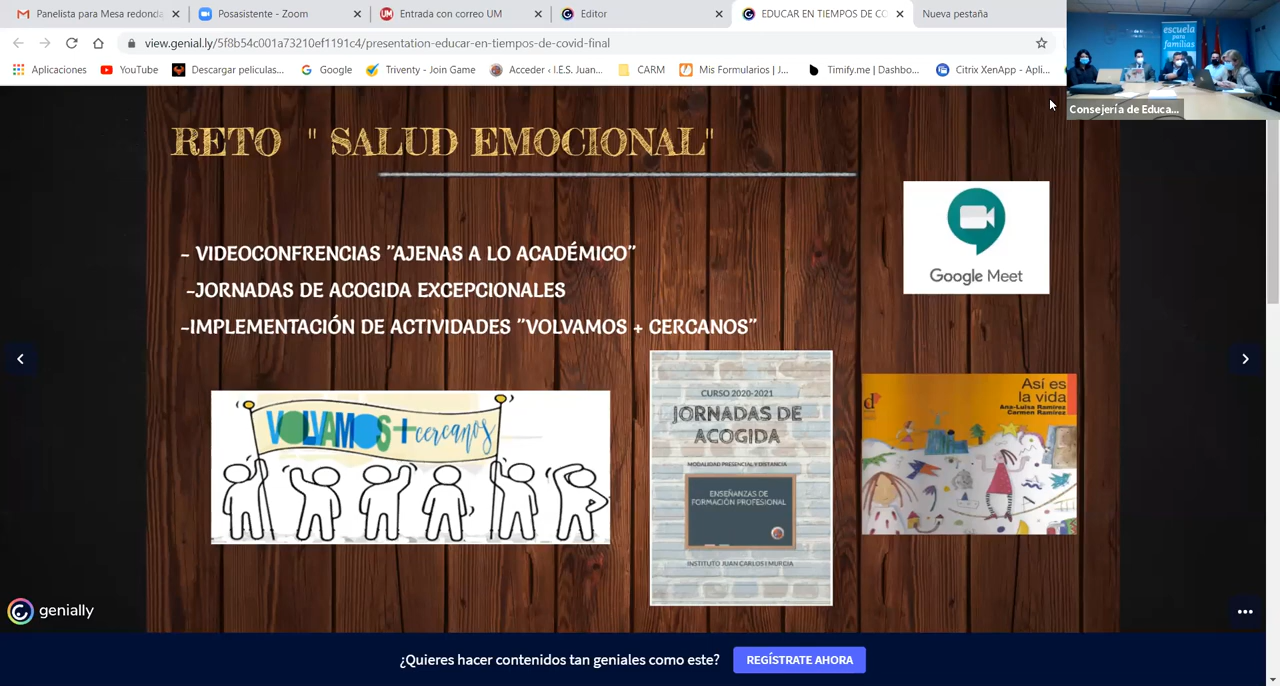 Panelista para Mesa redonda
Posasistente - Zoom
Entrada con correo UM
Editor
EDUCAR EN TIEMPOS DE CO
Nueva pestaña
view.genial.ly/5f8b54c001a73210ef1191c4/presentation-educar-en-tiempos-de-covid-final
Aplicaciones
YouTube
Descargar peliculas...
Google
Triventy - Join Game
Acceder ‹ I.E.S. Juan...
CARM
Mis Formularios | J...
Timify.me | Dashbo...
Citrix XenApp - Apli...
escuela
para
familias
Consejería de Educa...
RETO " SALUD EMOCIONAL"
- VIDEOCONFRENCIAS "AJENAS A LO ACADÉMICO"
-JORNADAS DE ACOGIDA EXCEPCIONALES
-IMPLEMENTACIÓN DE ACTIVIDADES "VOLVAMOS + CERCANOS"
Google Meet
VOLVAMOS + cercanos
CURSO 2020-2021
JORNADAS DE
ACOGIDA
MODALIDAD PRESENCIAL Y DISTANCIA
ENSEÑANZAS DE
FORMACIÓN PROFESIONAL
INSTITUTO JUAN CARLOS I MURCIA
Así es
la vida
Ana-Luisa Ramírez
Carmen Ramírez
genially
¿Quieres hacer contenidos tan geniales como este?
REGÍSTRATE AHORA